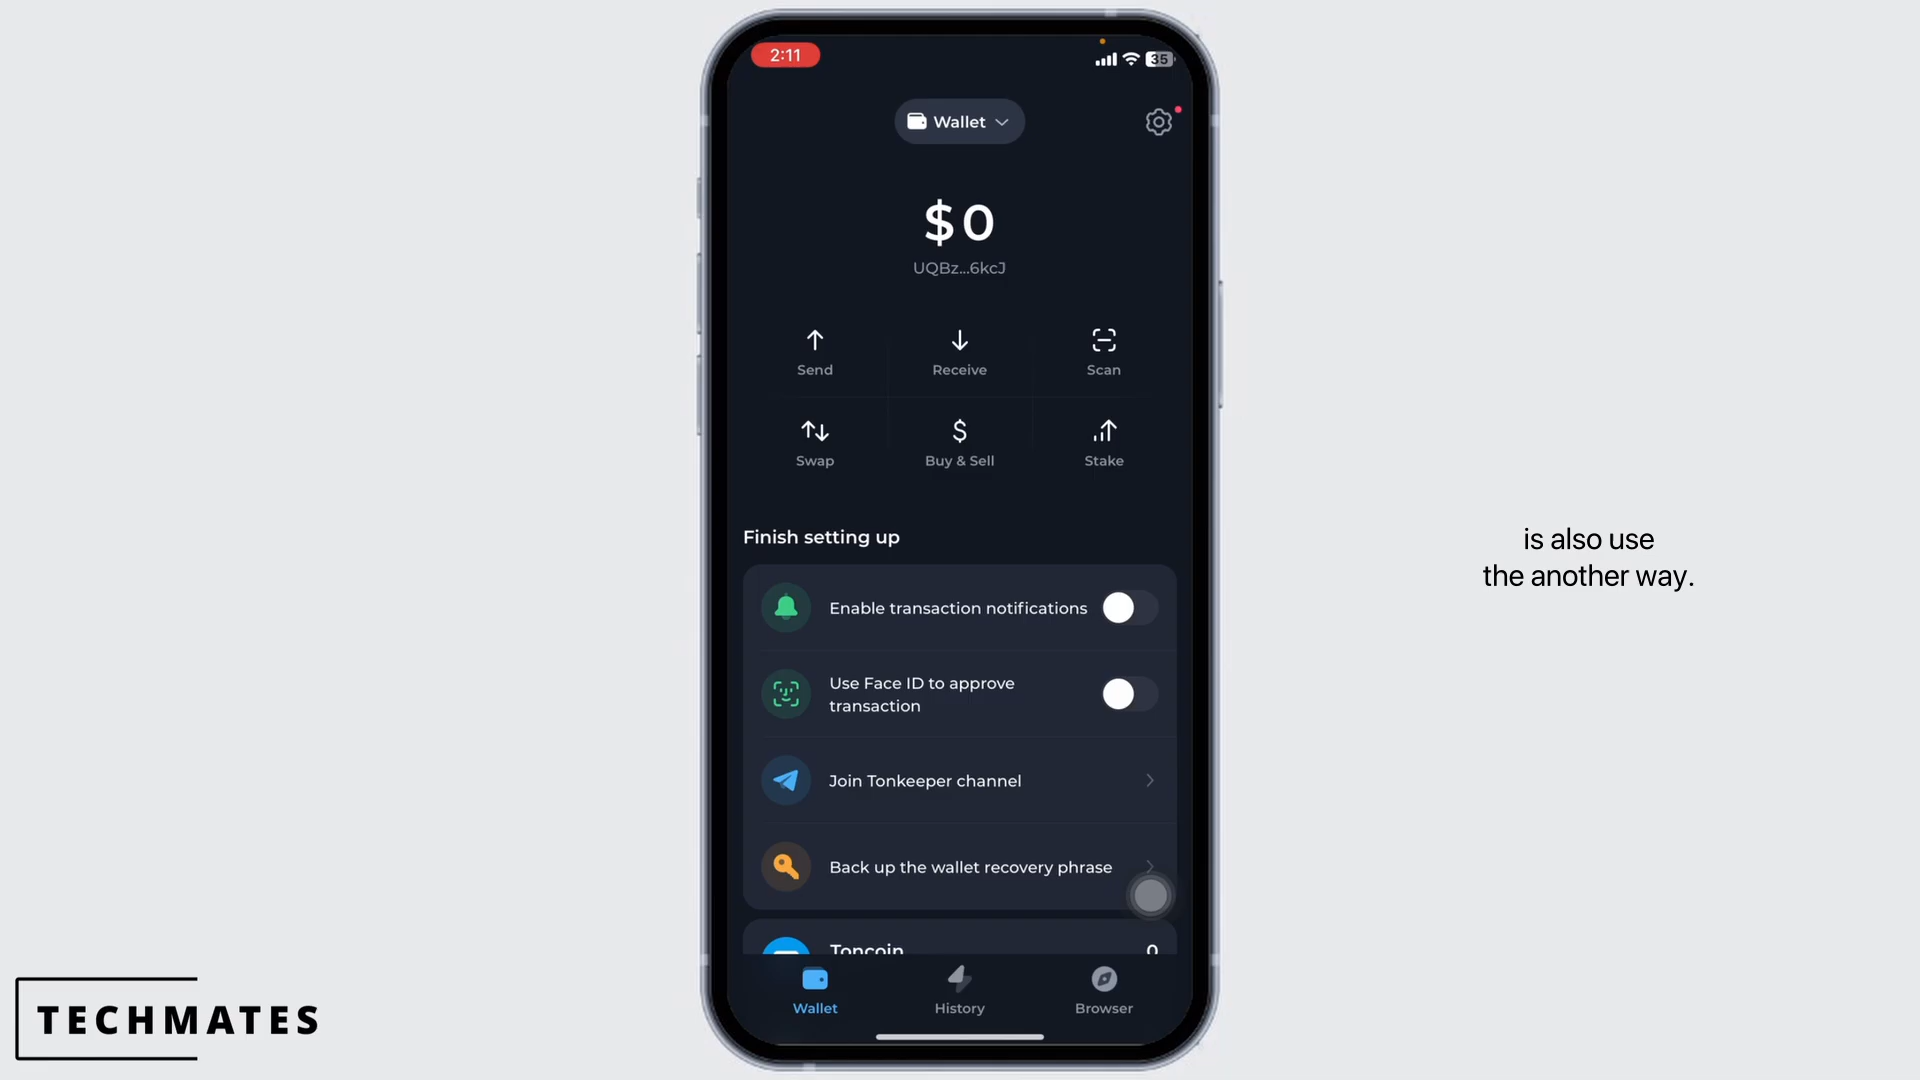 2:11
35
Wallet
$0
UQBz...6kcJ
Send
Receive
Scan
Swap
Buy & Sell
Stake
Finish setting up
Enable transaction notifications
Use Face ID to approve
transaction
Join Tonkeeper channel
Back up the wallet recovery phrase
Toncoin
0
Wallet
History
Browser
is also use
the another way.
TECHMATES